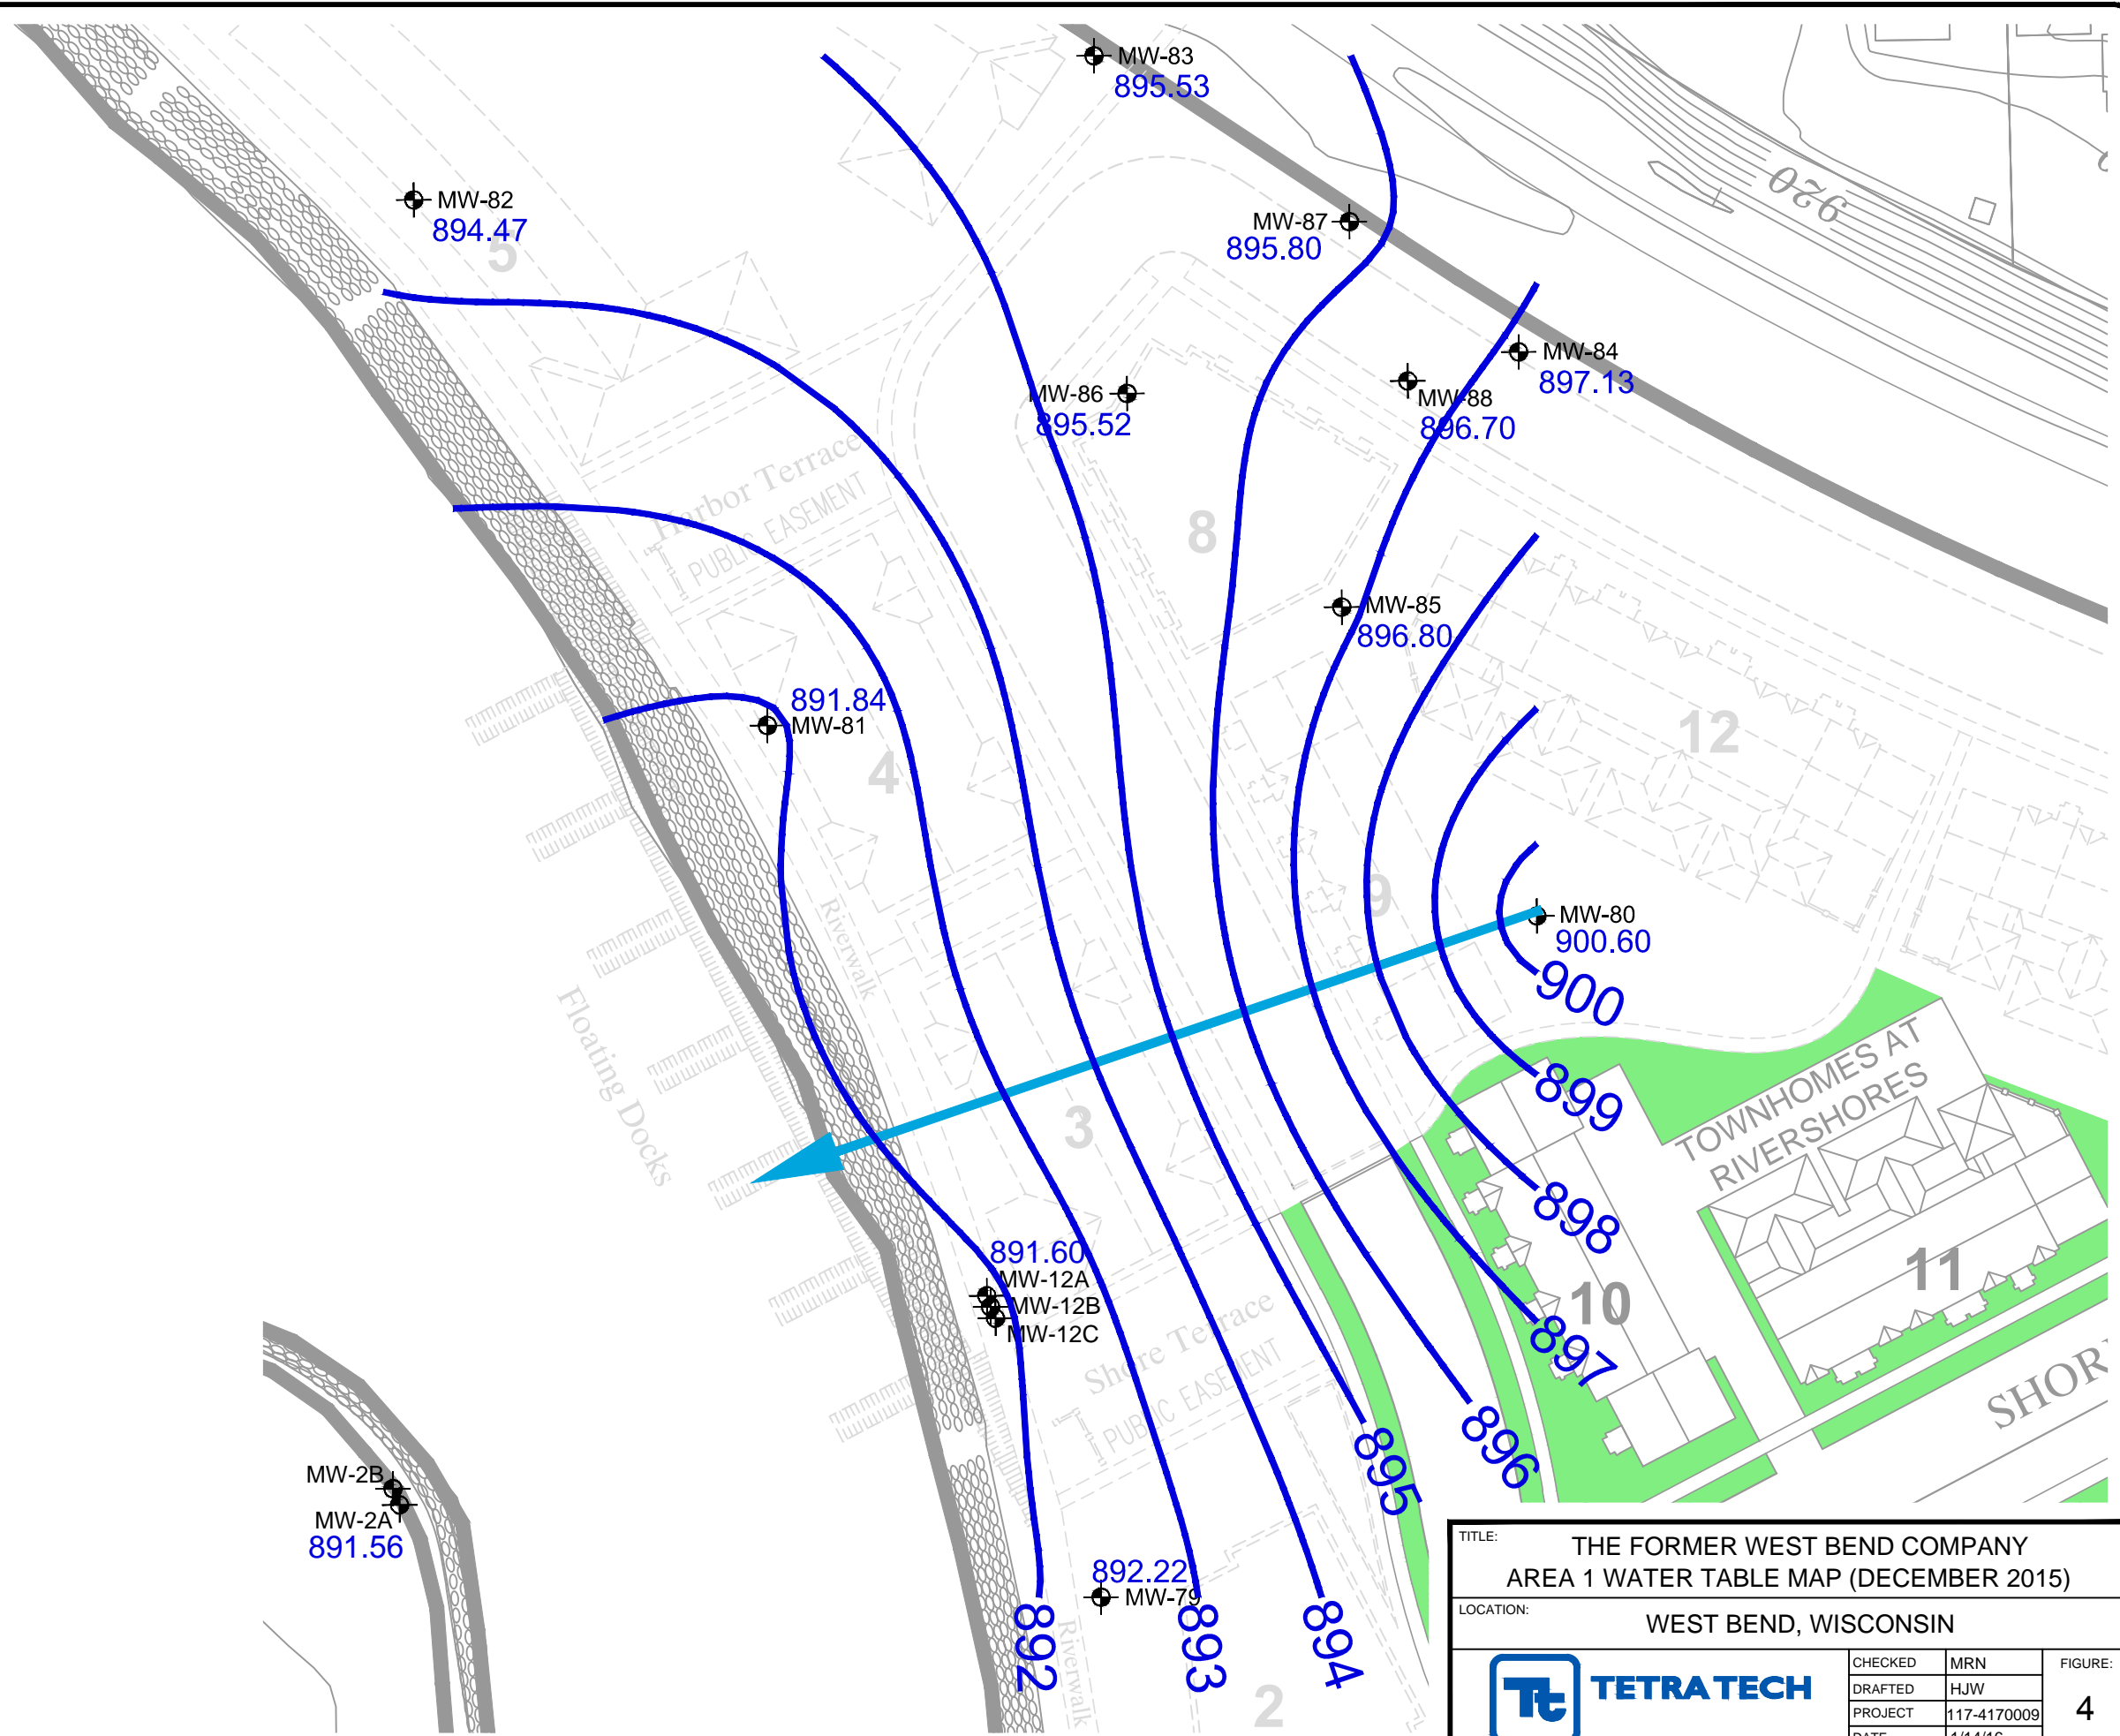 MW-83
895.53
MW-82
894.47
5
920
MW-87
895.80
MW-84
897.13
MW-86
895.52
MW-88
896.70
Harbor Terrace
PUBLIC EASEMENT
8
MW-85
896.80
891.84
MW-81
4
12
9
Riverwalk
MW-80
900.60
900
Floating Docks
899
TOWNHOMES AT
RIVERSHORES
3
898
891.60
MW-12A
MW-12B
MW-12C
10
11
Shore Terrace
PUBLIC EASEMENT
897
SHOR
896
895
MW-2B
MW-2A
891.56
892.22
MW-79
892
893
894
Riverwalk
2
TITLE:
THE FORMER WEST BEND COMPANY
AREA 1 WATER TABLE MAP (DECEMBER 2015)
LOCATION:
WEST BEND, WISCONSIN
Tt TETRA TECH
CHECKED MRN
DRAFTED HJW
PROJECT 117-4170009
DATE 1/14/16
FIGURE:
4